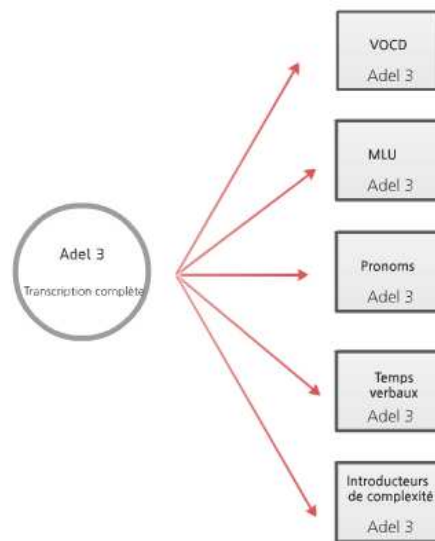 VOCD
Adel 3
MLU
Adel 3
Adel 3
Transcription complète
Pronoms
Adel 3
Temps
verbaux
Adel 3
Introducteurs
de complexité
Adel 3